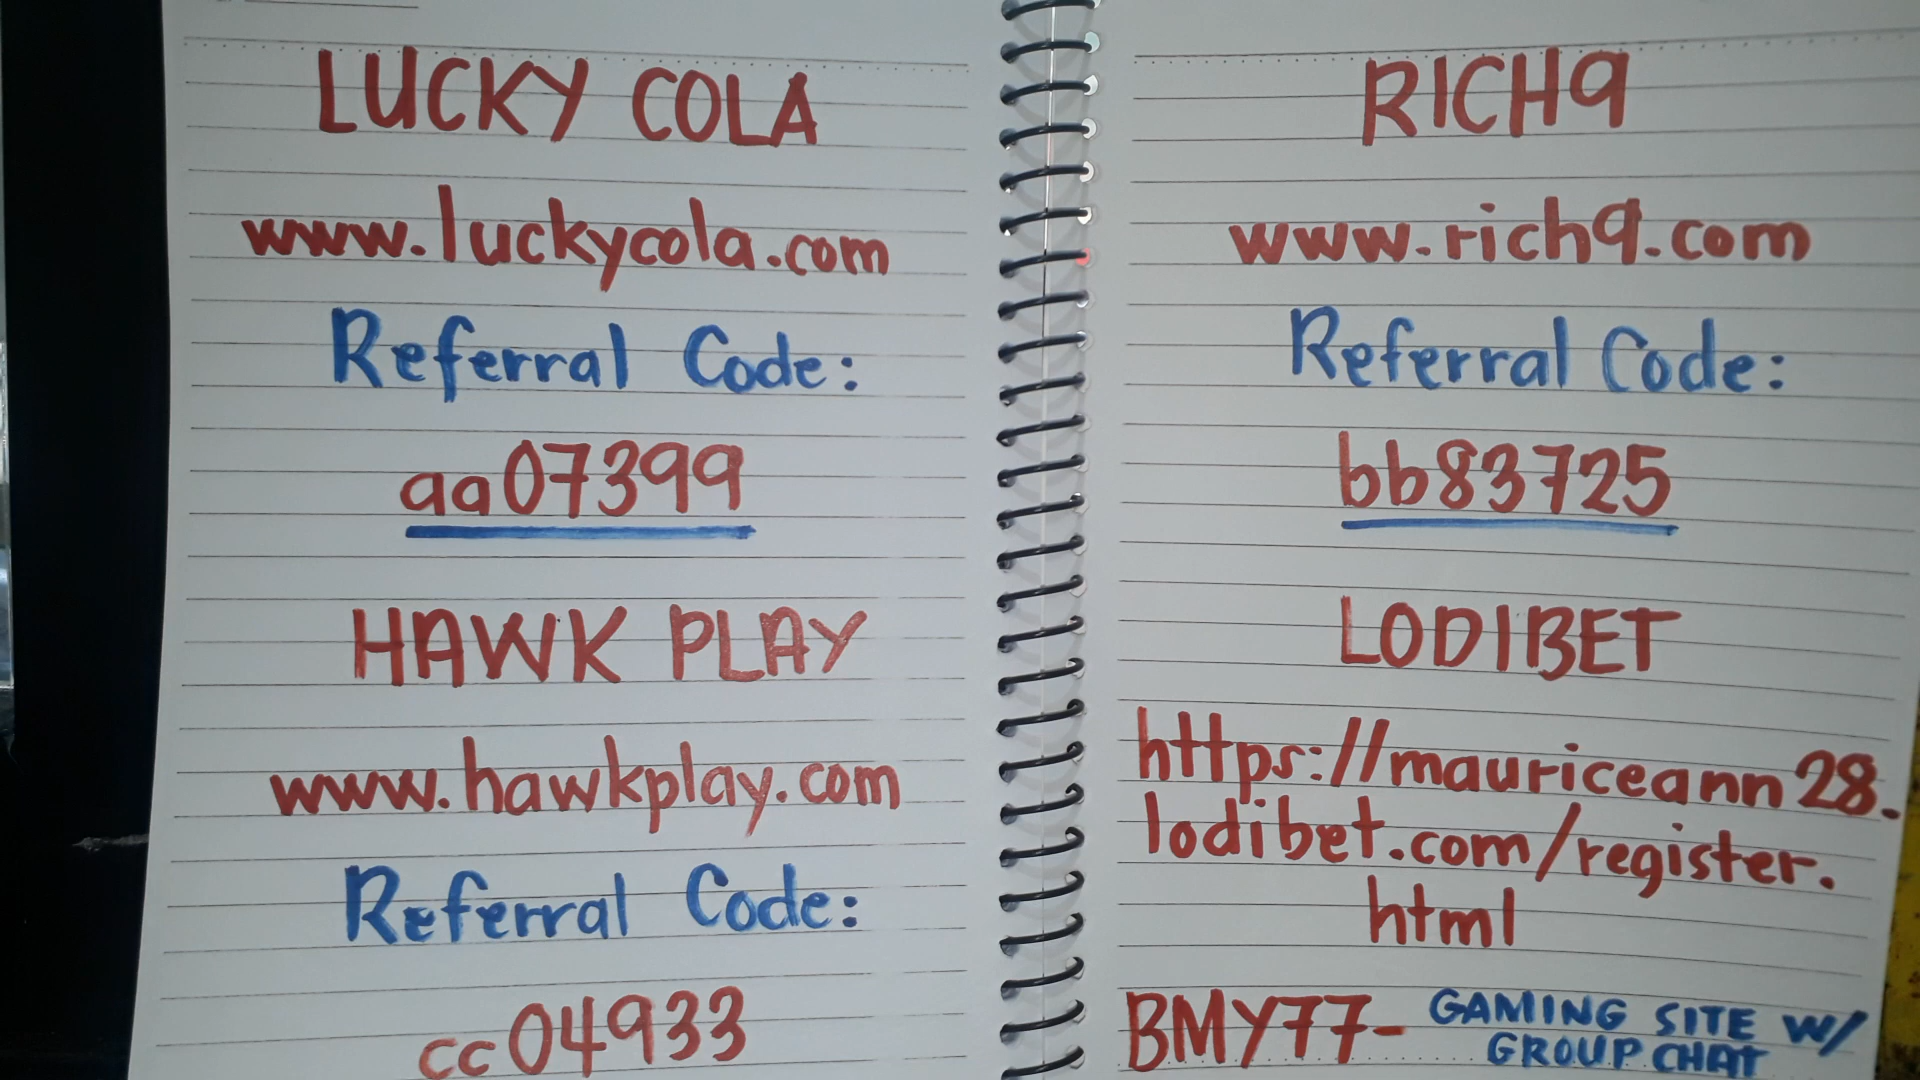 LUCKY COLA
www.luckycola.com
Referral Code:
aa07399
HAWK PLAY
www.hawkplay.com
Referral Code:
cc04933
RICH9
www.rich9.com
Referral Code:
bb83725
LODIBET
https://mauriceann28.
lodibet.com/register.
html
BMY77- GAMING SITE W/
GROUP CHAT